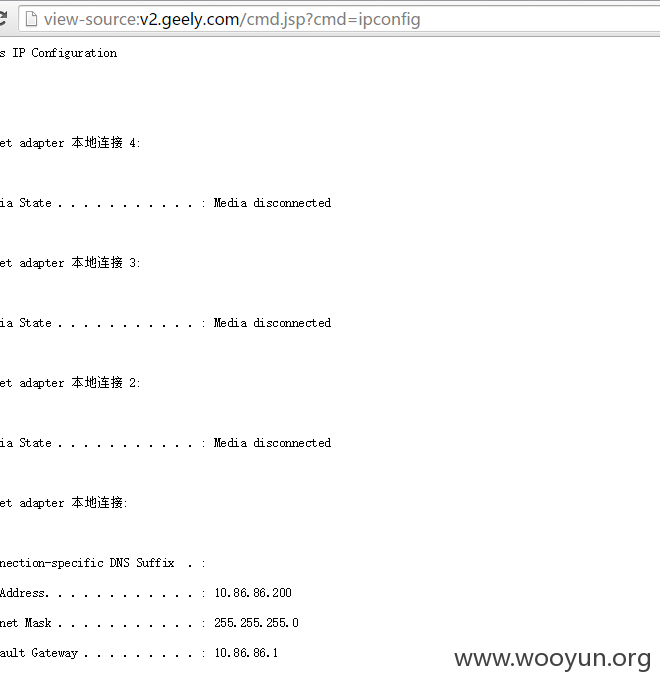 view-source:v2.geely.com/cmd.jsp?cmd=ipconfig
s IP Configuration
et adapter 本地连接 4:
ia State . . . . . . . . . . . : Media disconnected
et adapter 本地连接 3:
ia State . . . . . . . . . . . : Media disconnected
et adapter 本地连接 2:
ia State . . . . . . . . . . . : Media disconnected
et adapter 本地连接:
nection-specific DNS Suffix  . :
Address. . . . . . . . . . . . : 10.86.86.200
net Mask . . . . . . . . . . . : 255.255.255.0
ault Gateway . . . . . . . . . : 10.86.86.1
www.wooyun.org